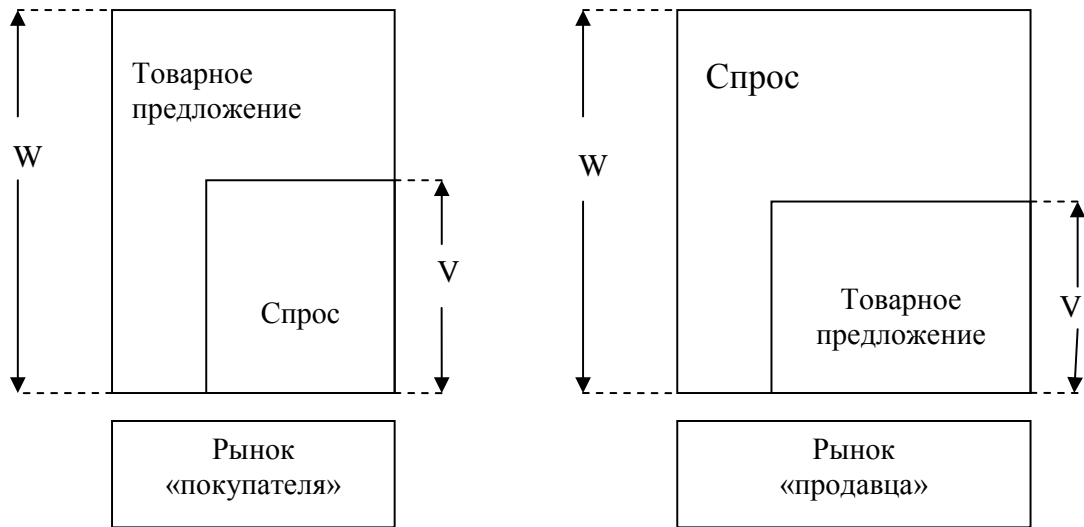 Товарное
предложение
W
V
Спрос
Рынок
«покупателя»
Спрос
W
V
Товарное
предложение
Рынок
«продавца»